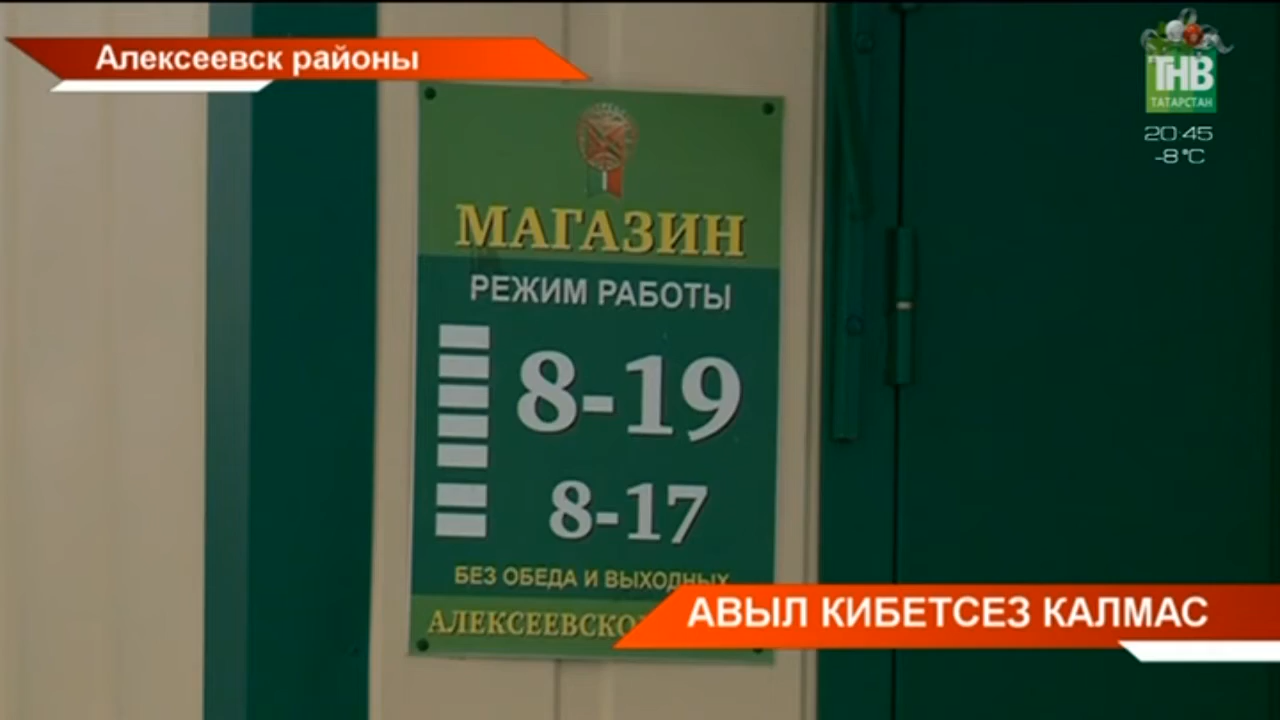 Алексеевск районы
ТНВ
ТАТАРСТАН
20:45
-8°C
МАГАЗИН
РЕЖИМ РАБОТЫ
8-19
8-17
БЕЗ ОБЕДА И ВЫХОДНЫХ
АВЫЛ КИБЕТСЕЗ КАЛМАС